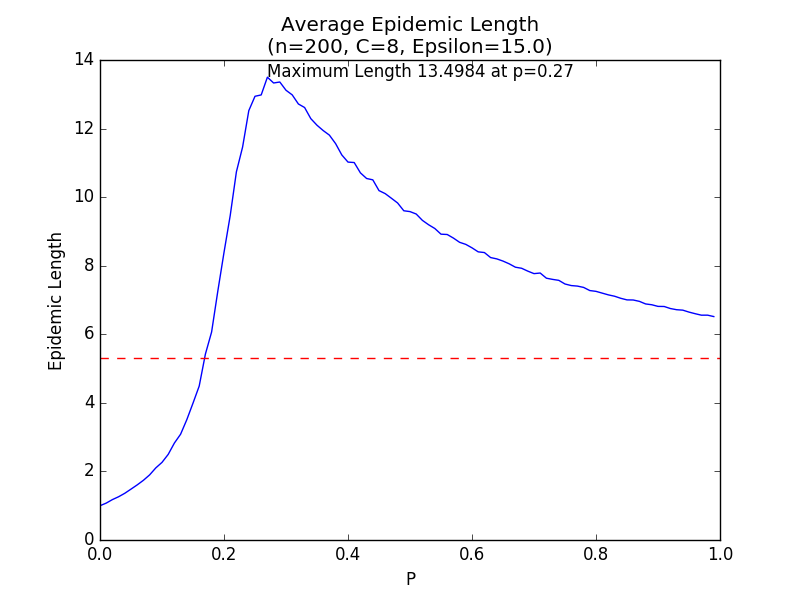 Average Epidemic Length
(n=200, C=8, Epsilon=15.0)
Maximum Length 13.4984 at p=0.27
14
12
10
8
6
4
2
0
Epidemic Length
0.0 0.2 0.4 0.6 0.8 1.0
P